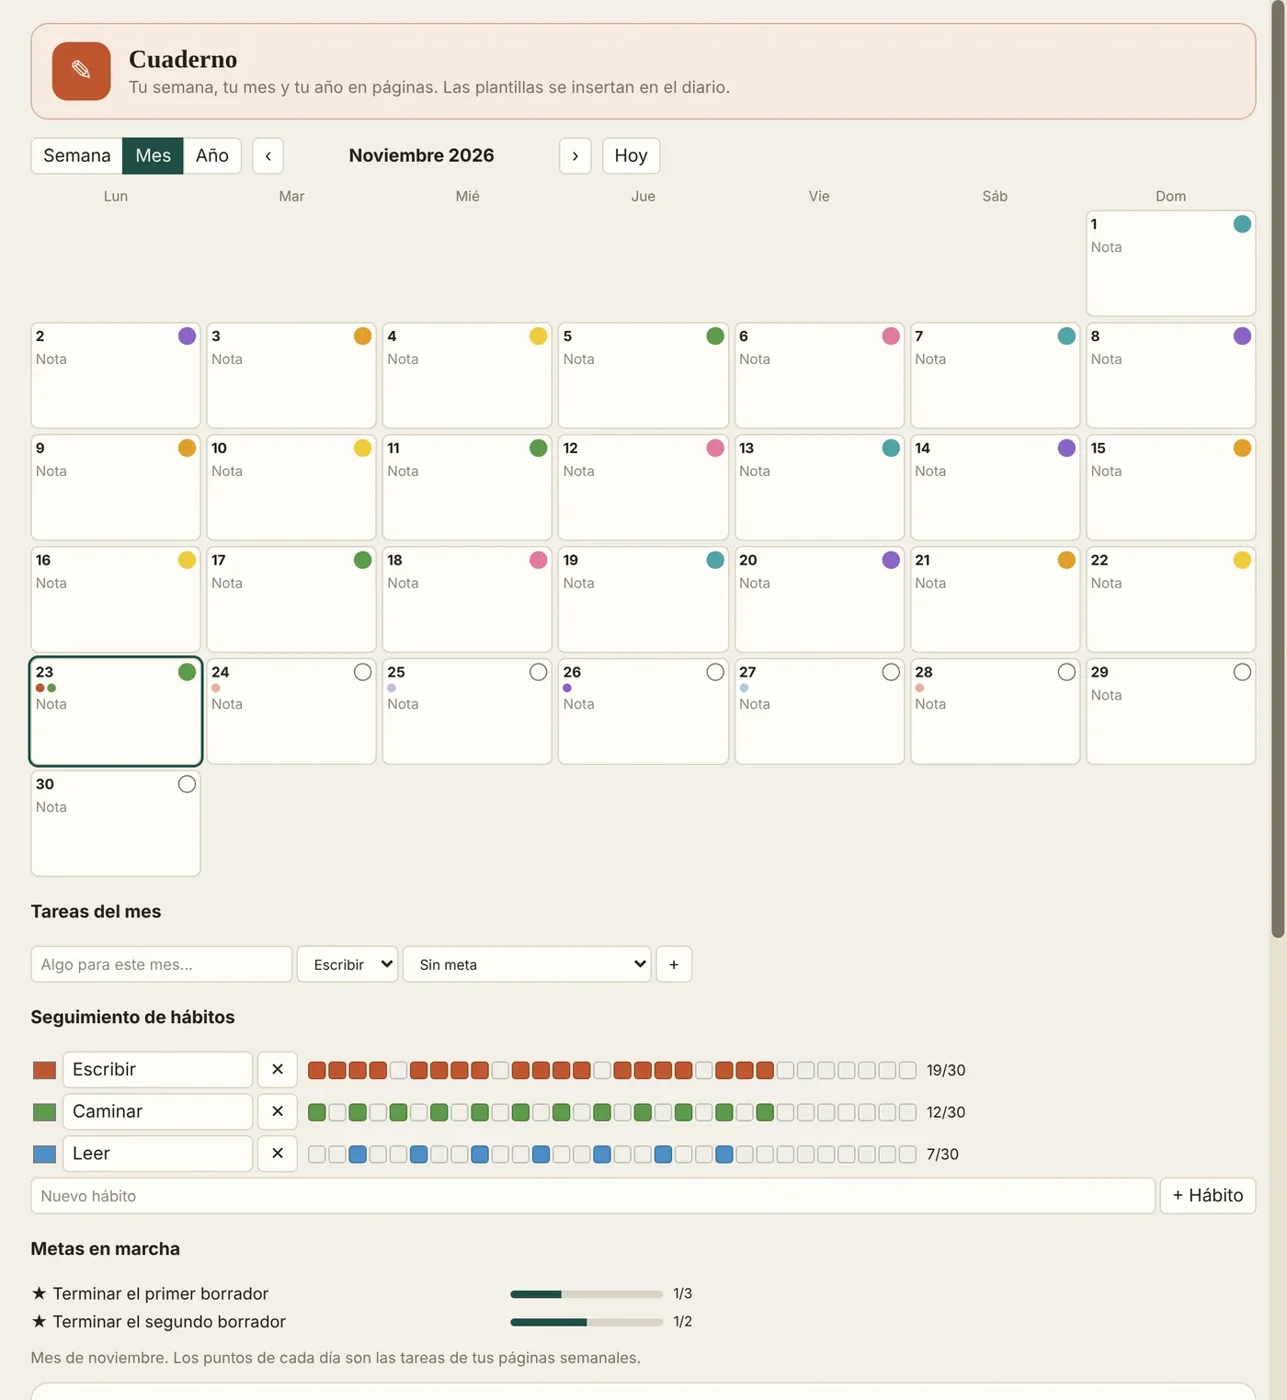 Cuaderno
Tu semana, tu mes y tu año en páginas. Las plantillas se insertan en el diario.
Semana Mes Año ‹ Noviembre 2026 › Hoy
Lun Mar Mié Jue Vie Sáb Dom
1
Nota
2 3 4 5 6 7 8
Nota Nota Nota Nota Nota Nota Nota
9 10 11 12 13 14 15
Nota Nota Nota Nota Nota Nota Nota
16 17 18 19 20 21 22
Nota Nota Nota Nota Nota Nota Nota
23 24 25 26 27 28 29
Nota Nota Nota Nota Nota Nota Nota
30
Nota
Tareas del mes
Algo para este mes... Escribir Sin meta +
Seguimiento de hábitos
Escribir ✕ 19/30
Caminar ✕ 12/30
Leer ✕ 7/30
Nuevo hábito + Hábito
Metas en marcha
★ Terminar el primer borrador 1/3
★ Terminar el segundo borrador 1/2
Mes de noviembre. Los puntos de cada día son las tareas de tus páginas semanales.